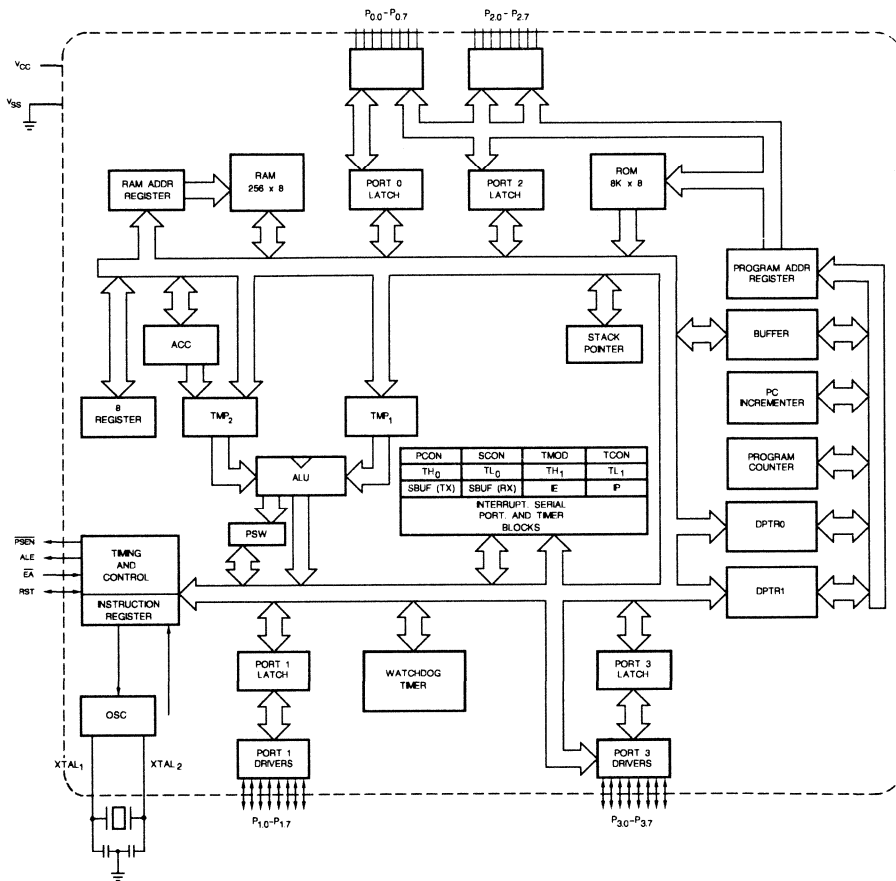 P0.0-P0.7
P2.0-P2.7
VCC
VSS
RAM ADDR
REGISTER
RAM
256 x 8
PORT 0
LATCH
PORT 2
LATCH
ROM
8K x 8
PROGRAM ADDR
REGISTER
BUFFER
PC
INCREMENTER
PROGRAM
COUNTER
DPTR0
DPTR1
ACC
STACK
POINTER
8
REGISTER
TMP2
TMP1
ALU
PSW
PCON SCON TMOD TCON
TH0 TL0 TH1 TL1
SBUF (TX) SBUF (RX) IE IP
INTERRUPT, SERIAL
PORT, AND TIMER
BLOCKS
PSEN
ALE
EA
RST
TIMING
AND
CONTROL
INSTRUCTION
REGISTER
OSC
XTAL1
XTAL2
PORT 1
LATCH
WATCHDOG
TIMER
PORT 3
LATCH
PORT 1
DRIVERS
PORT 3
DRIVERS
P1.0-P1.7
P3.0-P3.7